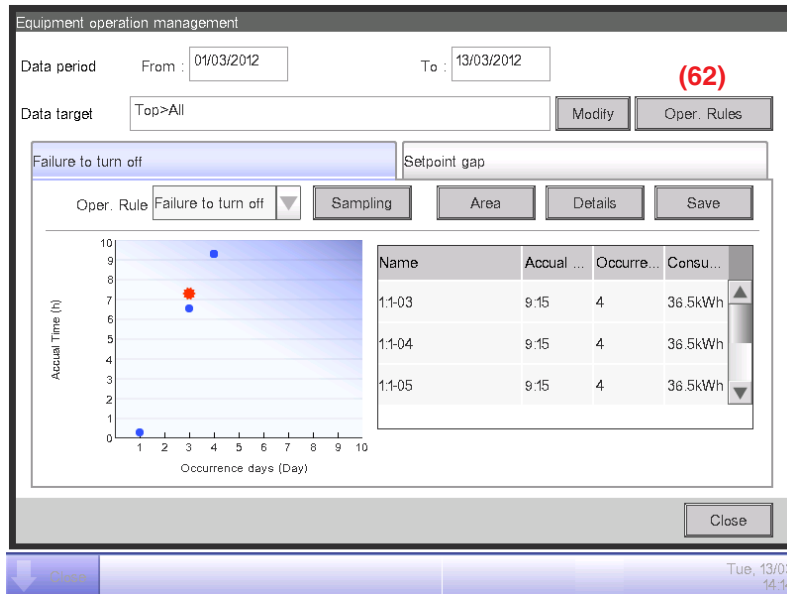 Equipment operation management
Data period From : 01/03/2012 To : 13/03/2012
(62)
Data target Top>All Modify Oper. Rules
Failure to turn off Setpoint gap
Oper. Rule Failure to turn off Sampling Area Details Save
Name Accual ... Occurre... Consu...
1:1-03 9:15 4 36.5kWh
1:1-04 9:15 4 36.5kWh
1:1-05 9:15 4 36.5kWh
Accual Time (h)
10
9
8
7
6
5
4
3
2
1
0
1 2 3 4 5 6 7 8 9 10
Occurrence days (Day)
Close
Tue, 13/03